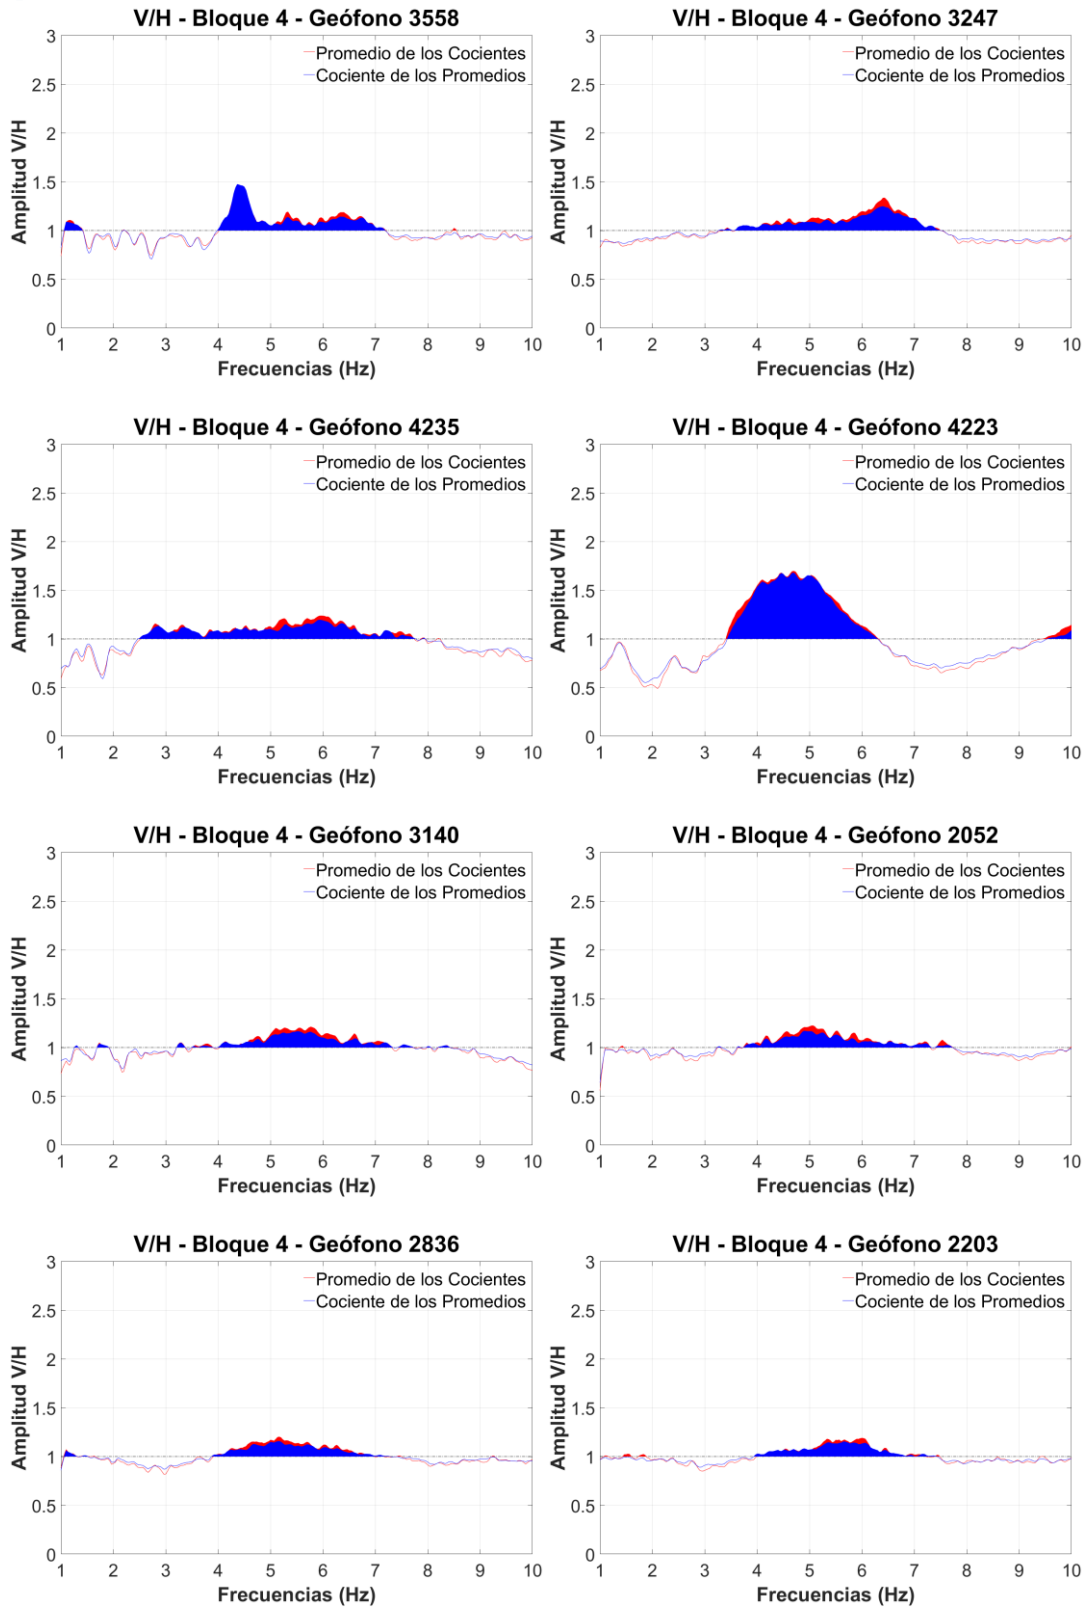 V/H - Bloque 4 - Geófono 3558
Promedio de los Cocientes
Cociente de los Promedios
Amplitud V/H
3
2.5
2
1.5
1
0.5
0
1 2 3 4 5 6 7 8 9 10
Frecuencias (Hz)
V/H - Bloque 4 - Geófono 3247
Promedio de los Cocientes
Cociente de los Promedios
Amplitud V/H
3
2.5
2
1.5
1
0.5
0
1 2 3 4 5 6 7 8 9 10
Frecuencias (Hz)
V/H - Bloque 4 - Geófono 4235
Promedio de los Cocientes
Cociente de los Promedios
Amplitud V/H
3
2.5
2
1.5
1
0.5
0
1 2 3 4 5 6 7 8 9 10
Frecuencias (Hz)
V/H - Bloque 4 - Geófono 4223
Promedio de los Cocientes
Cociente de los Promedios
Amplitud V/H
3
2.5
2
1.5
1
0.5
0
1 2 3 4 5 6 7 8 9 10
Frecuencias (Hz)
V/H - Bloque 4 - Geófono 3140
Promedio de los Cocientes
Cociente de los Promedios
Amplitud V/H
3
2.5
2
1.5
1
0.5
0
1 2 3 4 5 6 7 8 9 10
Frecuencias (Hz)
V/H - Bloque 4 - Geófono 2052
Promedio de los Cocientes
Cociente de los Promedios
Amplitud V/H
3
2.5
2
1.5
1
0.5
0
1 2 3 4 5 6 7 8 9 10
Frecuencias (Hz)
V/H - Bloque 4 - Geófono 2836
Promedio de los Cocientes
Cociente de los Promedios
Amplitud V/H
3
2.5
2
1.5
1
0.5
0
1 2 3 4 5 6 7 8 9 10
Frecuencias (Hz)
V/H - Bloque 4 - Geófono 2203
Promedio de los Cocientes
Cociente de los Promedios
Amplitud V/H
3
2.5
2
1.5
1
0.5
0
1 2 3 4 5 6 7 8 9 10
Frecuencias (Hz)